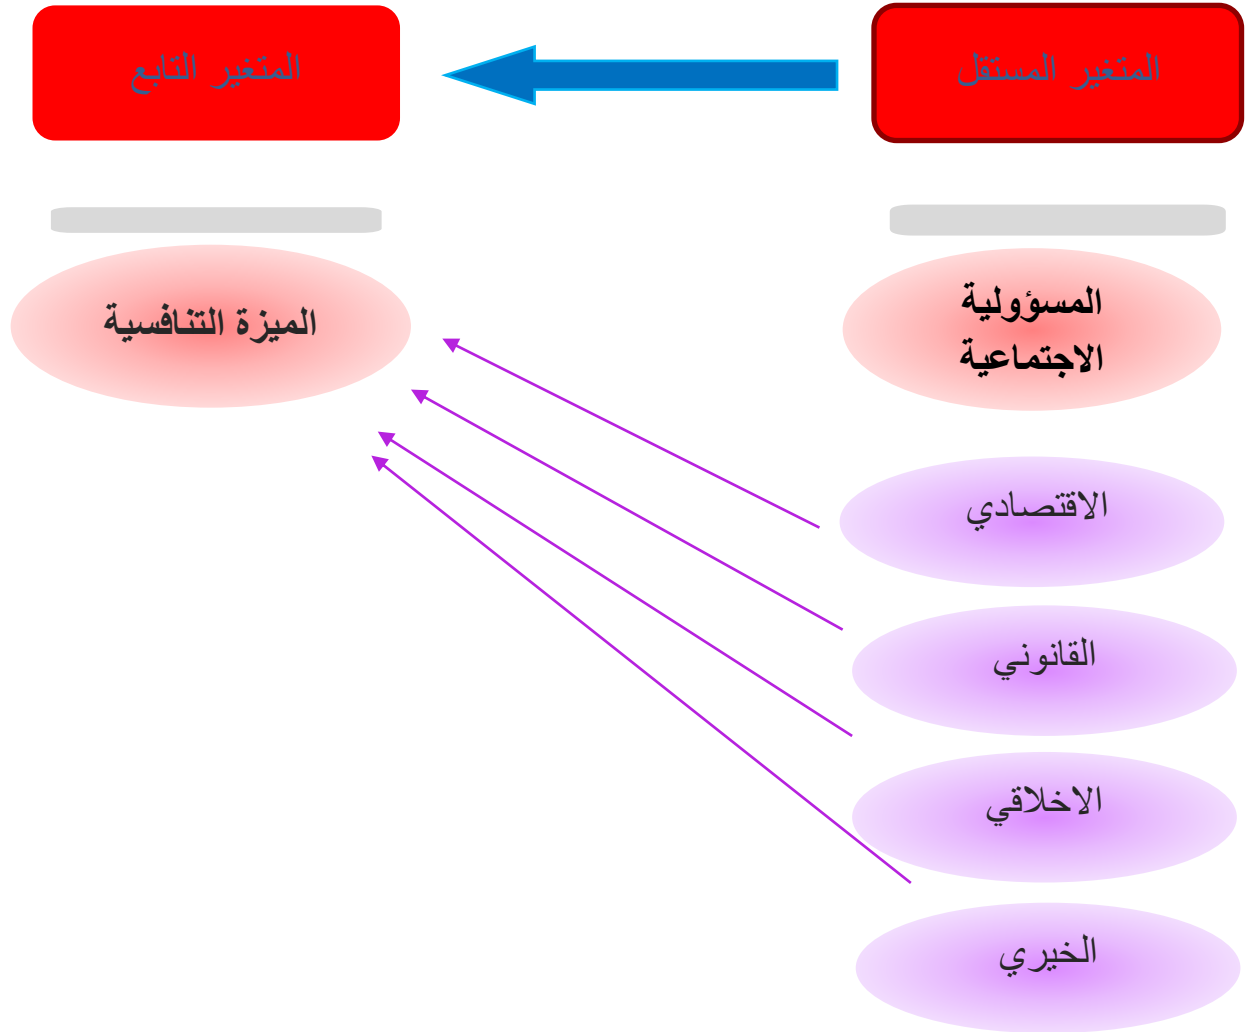 المتغير المستقل
المتغير التابع
المسؤولية
الاجتماعية
الميزة التنافسية
الاقتصادي
القانوني
الاخلاقي
الخيري